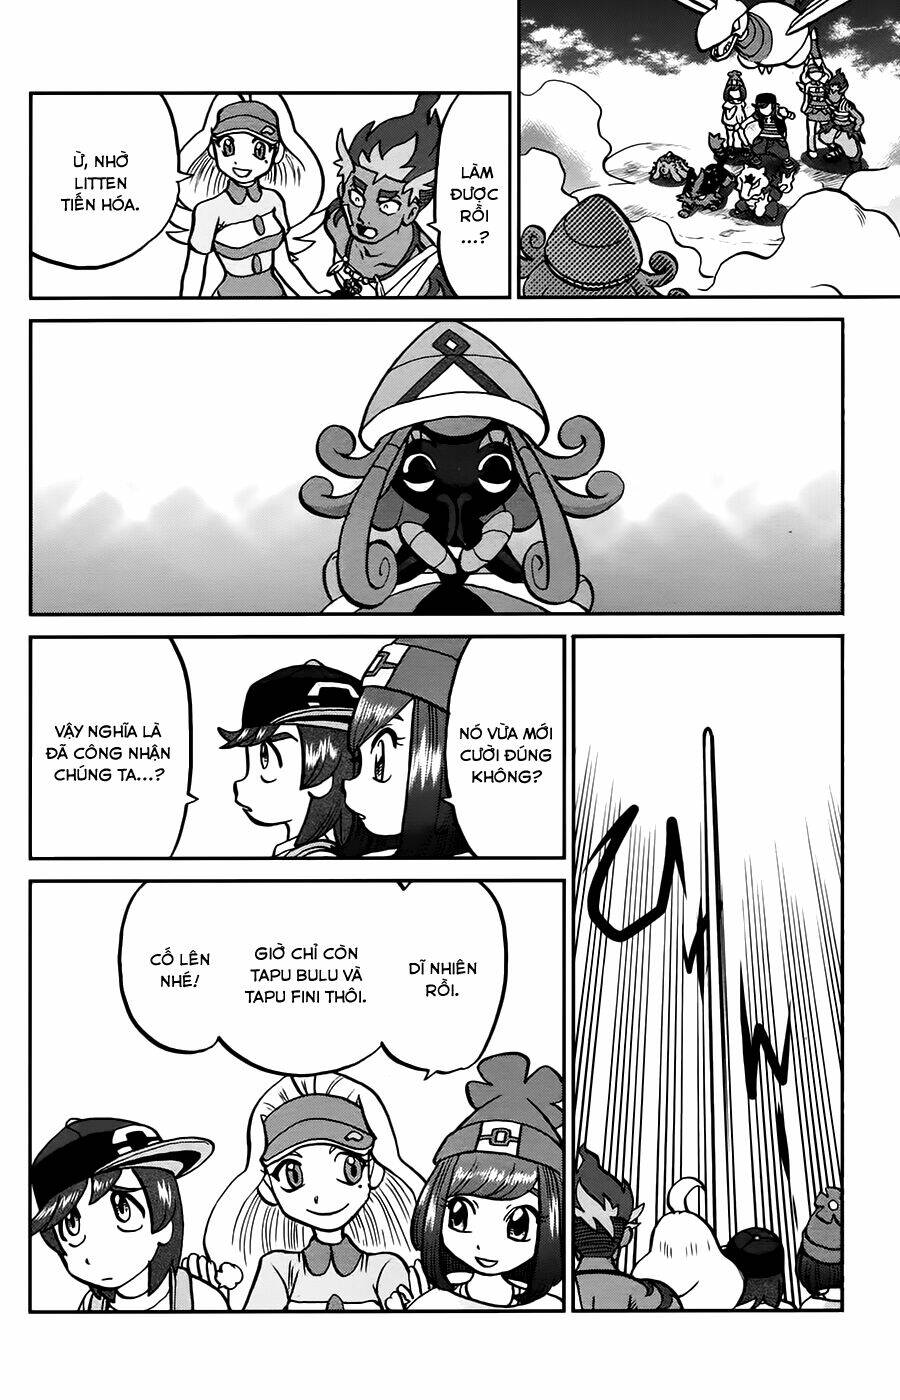 LÀM
ĐƯỢC
RỒI
...?
Ừ, NHỜ
LITTEN
TIẾN HÓA.
NÓ VỪA MỚI
CƯỜI ĐÚNG
KHÔNG?
VẬY NGHĨA LÀ
ĐÃ CÔNG NHẬN
CHÚNG TA...?
DĨ NHIÊN
RỒI.
GIỜ CHỈ CÒN
TAPU BULU VÀ
TAPU FINI THÔI.
CỐ LÊN
NHÉ!